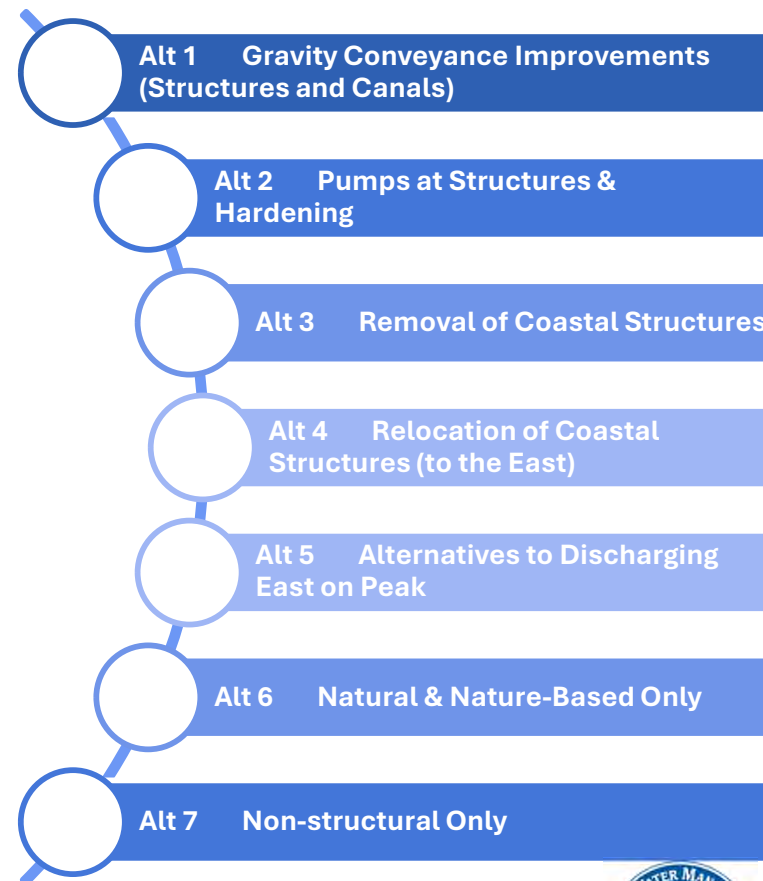 Alt 1 Gravity Conveyance Improvements
(Structures and Canals)
Alt 2 Pumps at Structures &
Hardening
Alt 3 Removal of Coastal Structures
Alt 4 Relocation of Coastal
Structures (to the East)
Alt 5 Alternatives to Discharging
East on Peak
Alt 6 Natural & Nature-Based Only
Alt 7 Non-structural Only